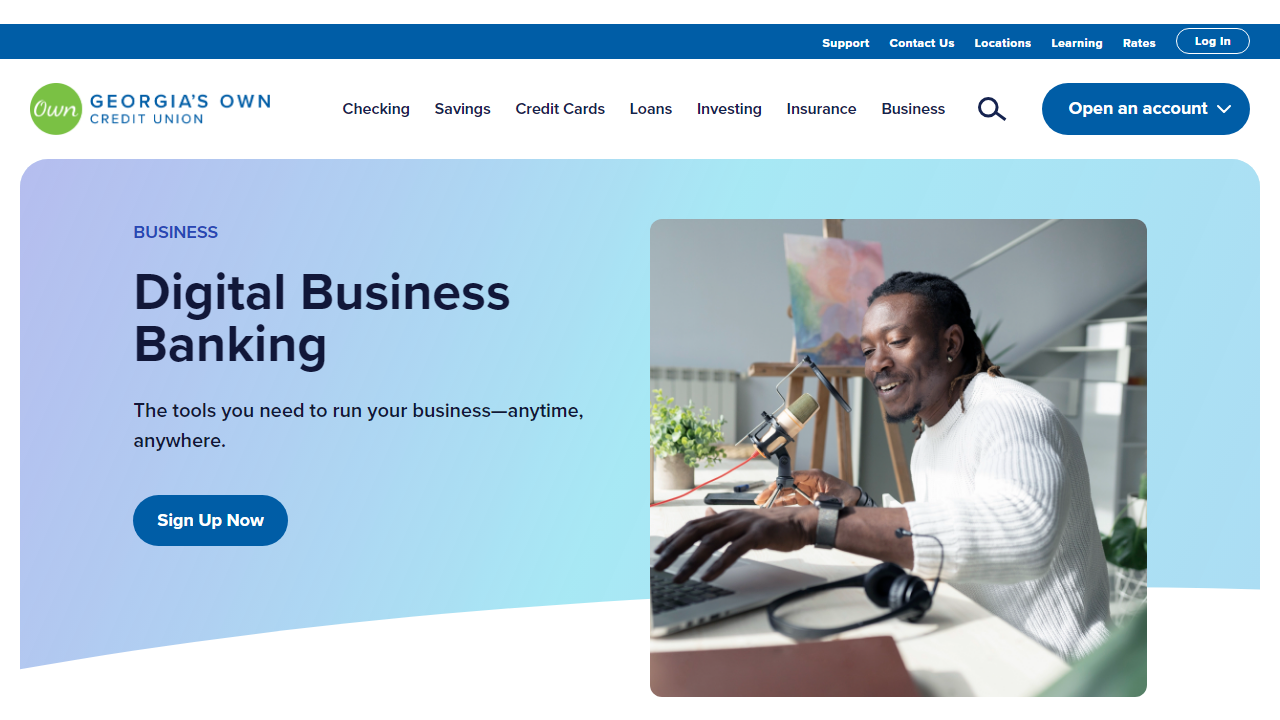 Support Contact Us Locations Learning Rates Log In
Own GEORGIA'S OWN
CREDIT UNION
Checking Savings Credit Cards Loans Investing Insurance Business Open an account
BUSINESS
Digital Business
Banking
The tools you need to run your business—anytime,
anywhere.
Sign Up Now